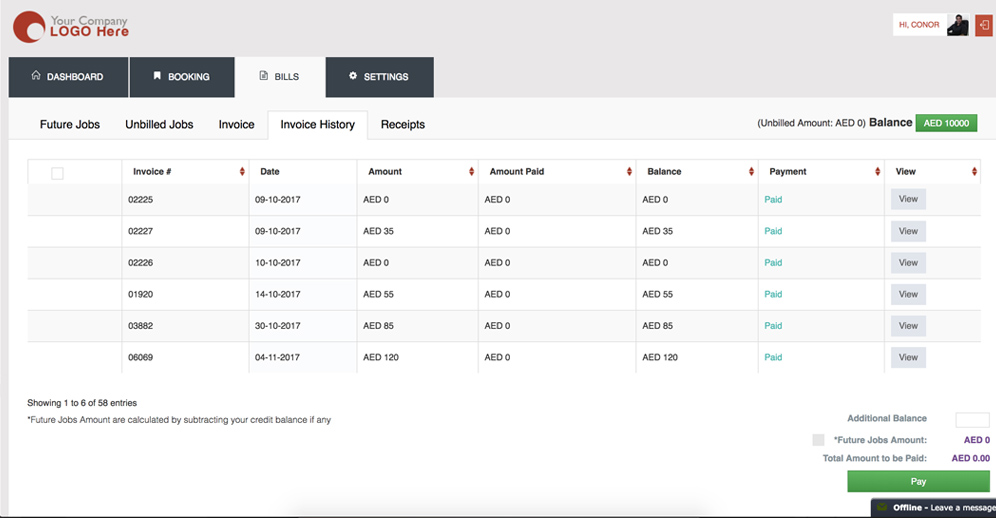 Your Company
LOGO Here
HI, CONOR
DASHBOARD BOOKING BILLS SETTINGS
Future Jobs Unbilled Jobs Invoice Invoice History Receipts (Unbilled Amount: AED 0) Balance AED 10000
Invoice # Date Amount Amount Paid Balance Payment View
02225 09-10-2017 AED 0 AED 0 AED 0 Paid View
02227 09-10-2017 AED 35 AED 0 AED 35 Paid View
02226 10-10-2017 AED 0 AED 0 AED 0 Paid View
01920 14-10-2017 AED 55 AED 0 AED 55 Paid View
03882 30-10-2017 AED 85 AED 0 AED 85 Paid View
06069 04-11-2017 AED 120 AED 0 AED 120 Paid View
Showing 1 to 6 of 58 entries
*Future Jobs Amount are calculated by subtracting your credit balance if any
Additional Balance
*Future Jobs Amount: AED 0
Total Amount to be Paid: AED 0.00
Pay
Offline - Leave a message